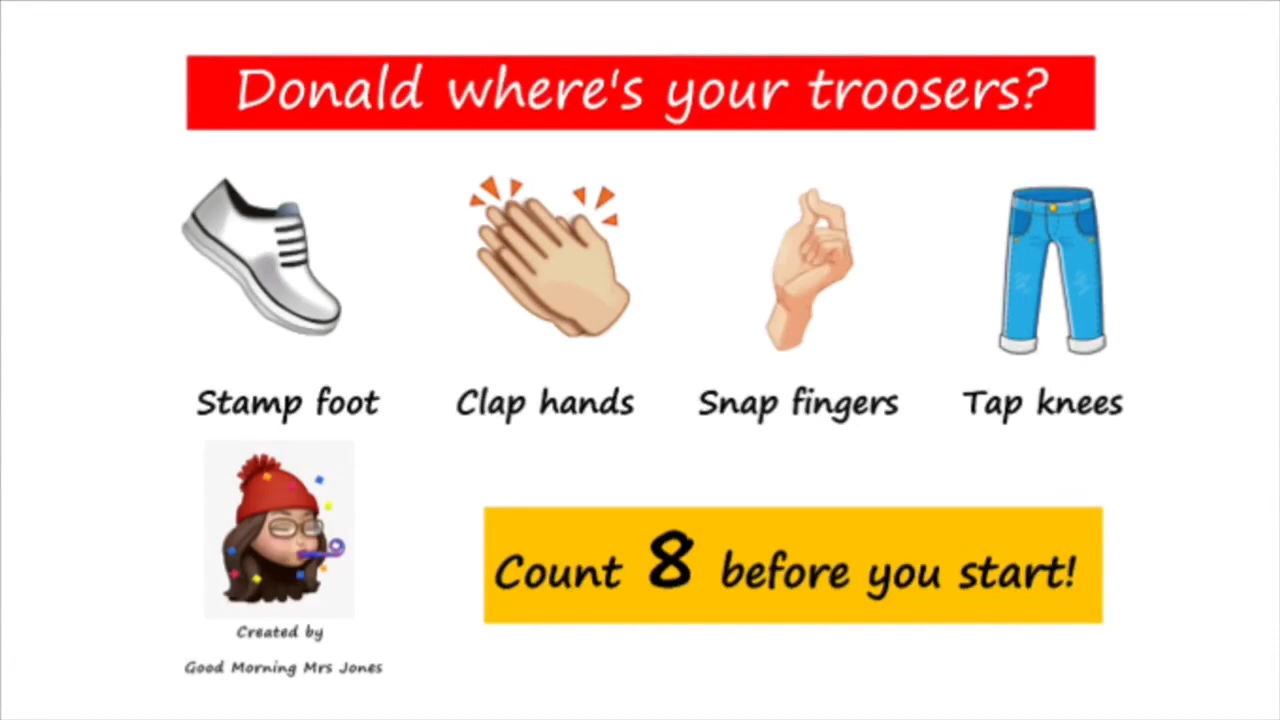 Donald where's your troosers?
Stamp foot
Clap hands
Snap fingers
Tap knees
Count 8 before you start!
Created by
Good Morning Mrs Jones